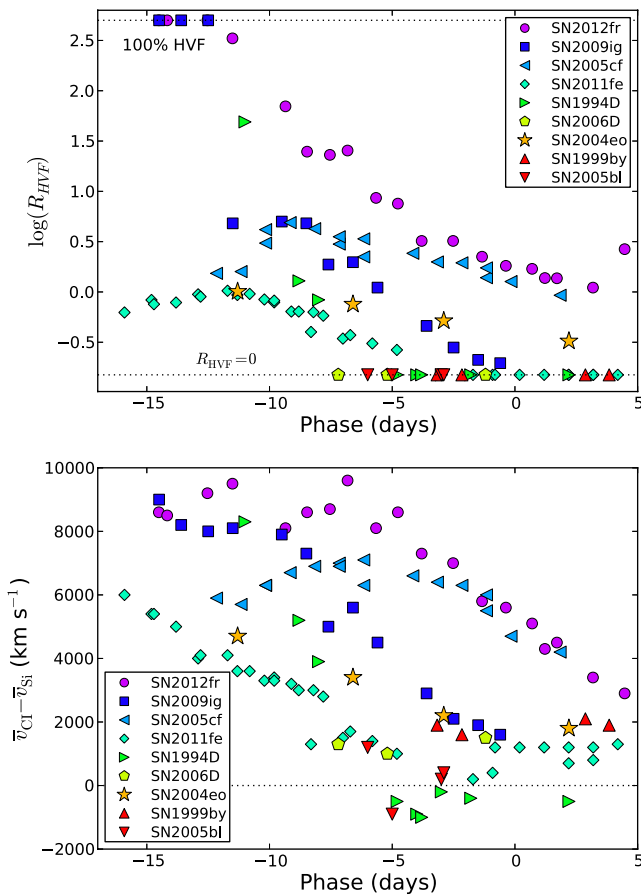 2.5
2.0
1.5
1.0
0.5
0.0
−0.5
log(R_HVF)
100% HVF
R_HVF=0
SN2012fr
SN2009ig
SN2005cf
SN2011fe
SN1994D
SN2006D
SN2004eo
SN1999by
SN2005bl
−15 −10 −5 0 5
Phase (days)
10000
8000
6000
4000
2000
0
−2000
v̅_CI−v̅_Si (km s⁻¹)
SN2012fr
SN2009ig
SN2005cf
SN2011fe
SN1994D
SN2006D
SN2004eo
SN1999by
SN2005bl
−15 −10 −5 0 5
Phase (days)